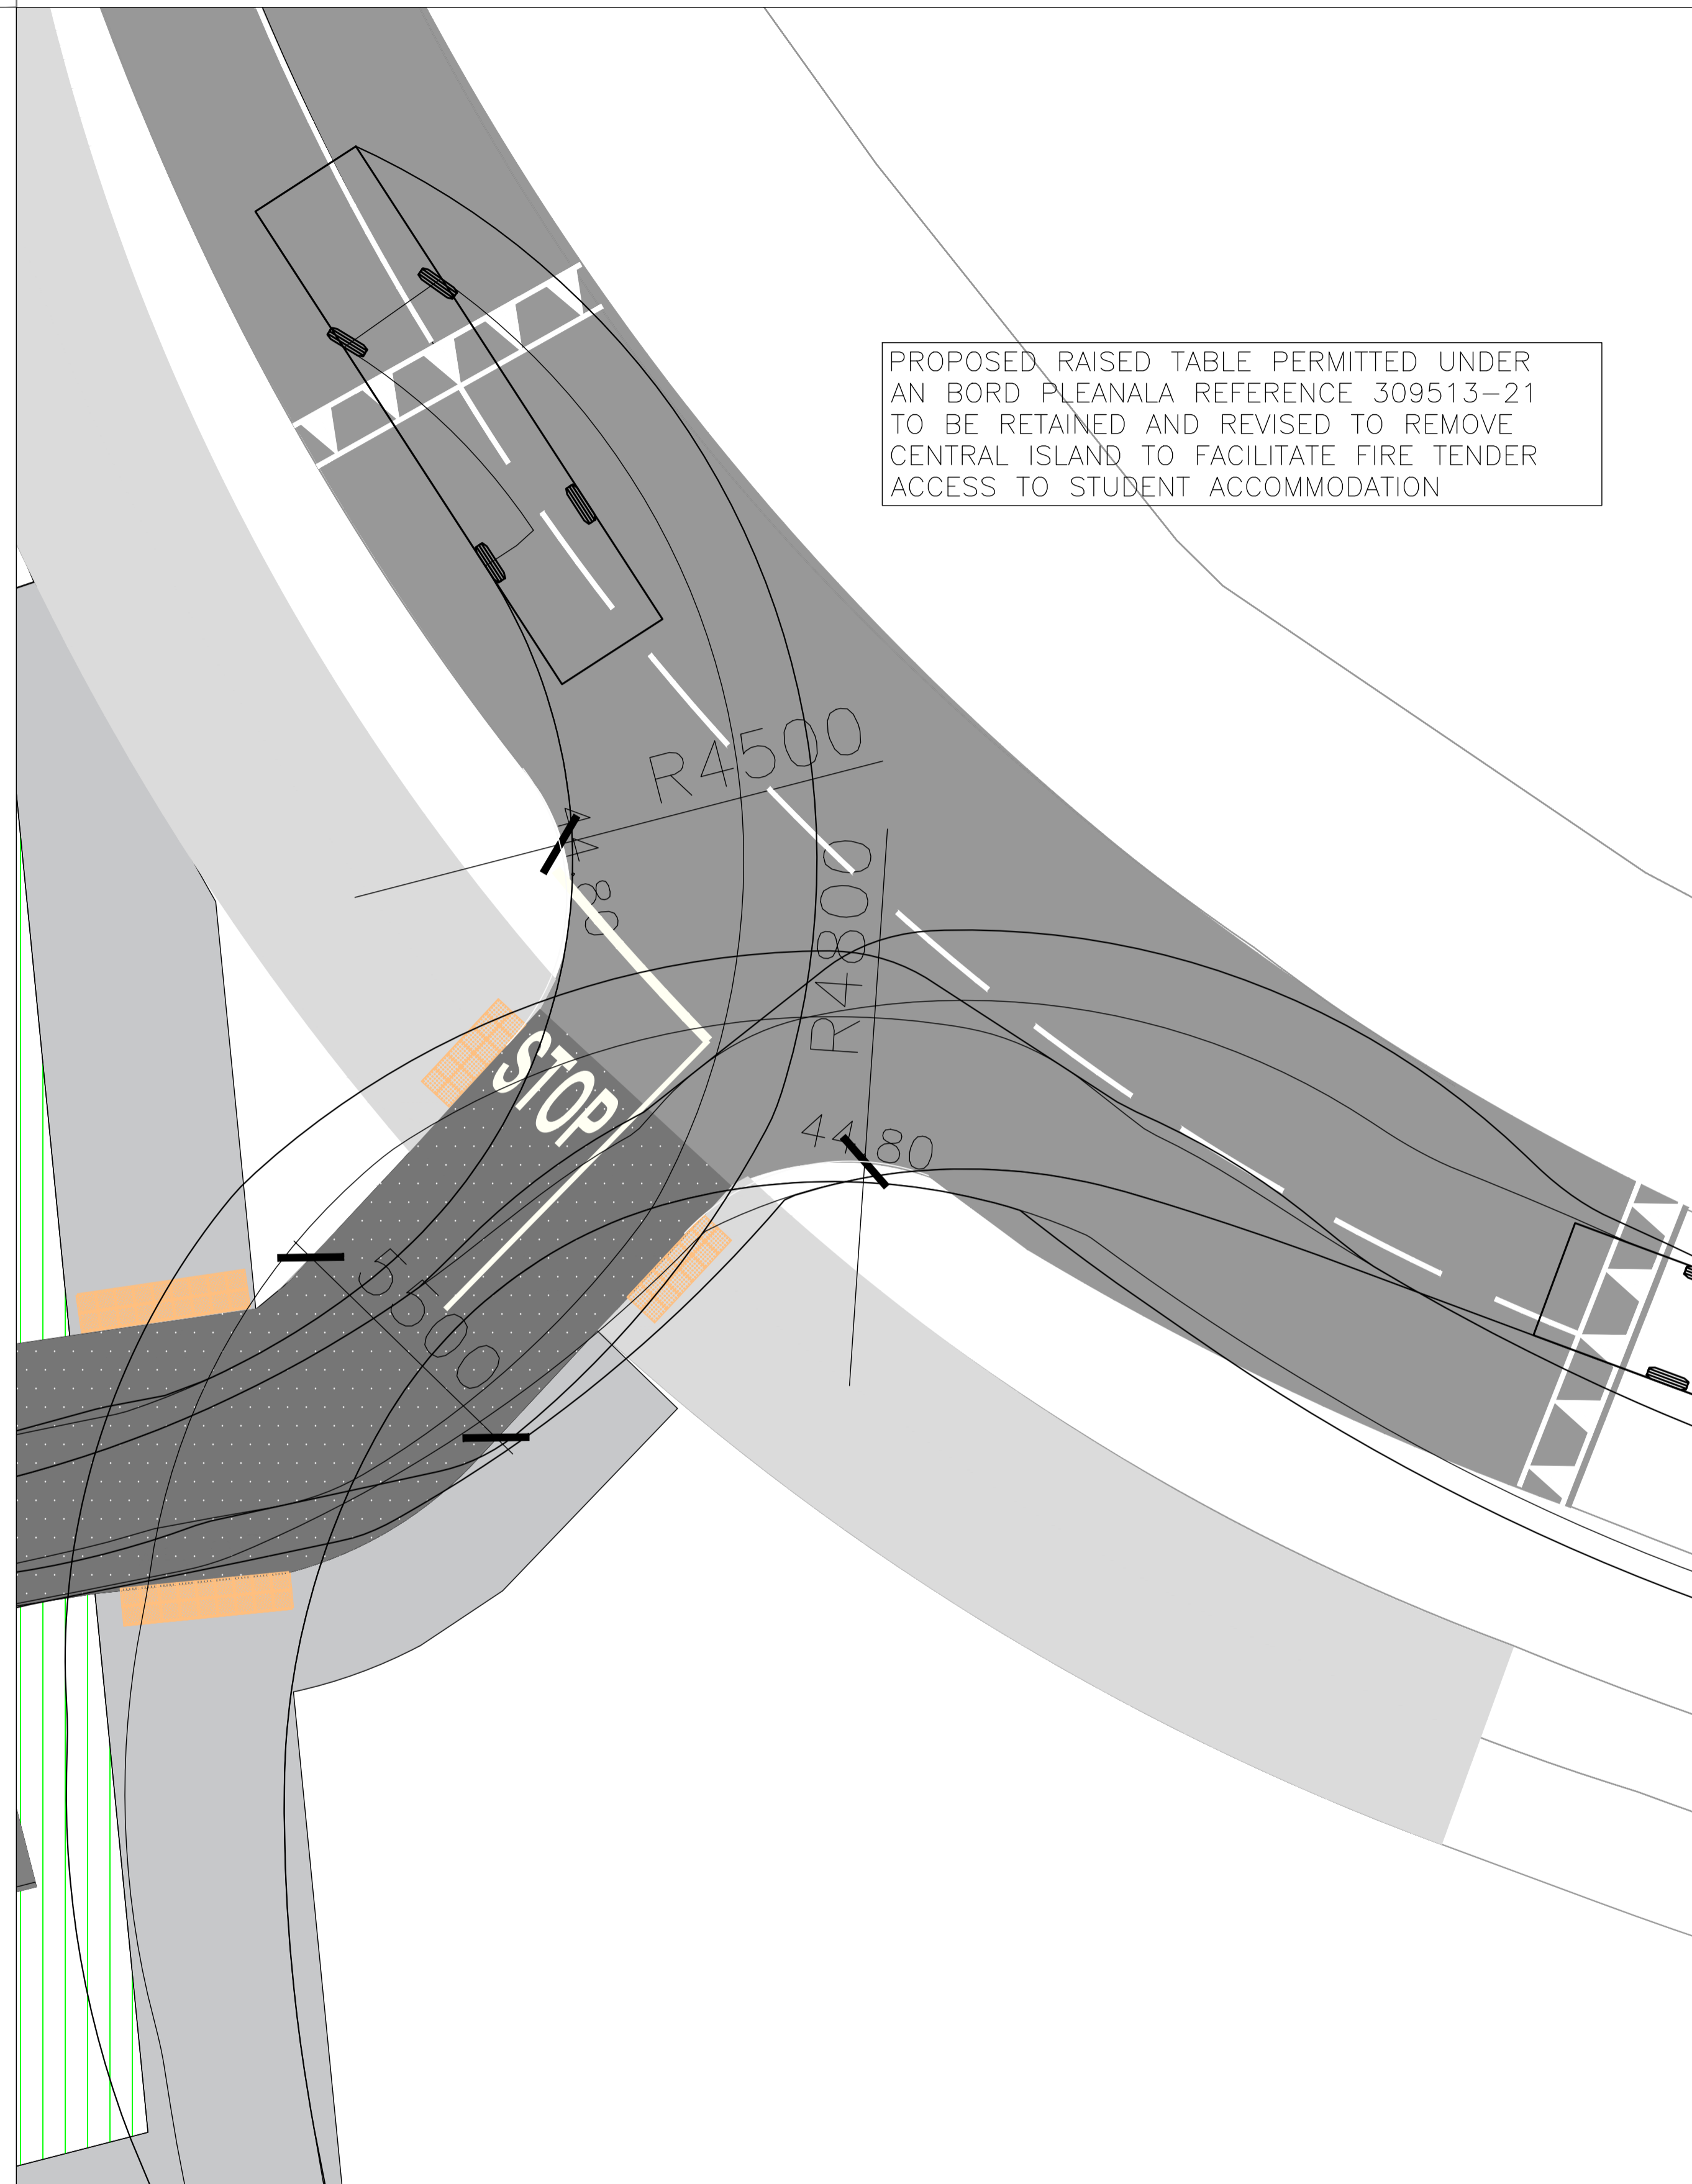 PROPOSED RAISED TABLE PERMITTED UNDER
AN BORD PLEANALA REFERENCE 309513-21
TO BE RETAINED AND REVISED TO REMOVE
CENTRAL ISLAND TO FACILITATE FIRE TENDER
ACCESS TO STUDENT ACCOMMODATION
R4500
R4800
STOP
5500